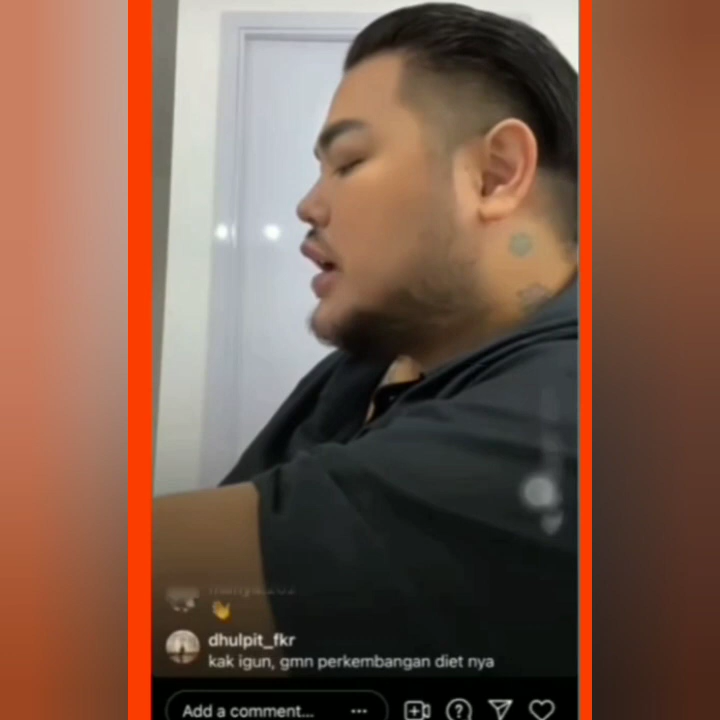 👋
dhulpit_fkr
kak igun, gmn perkembangan diet nya
Add a comment...